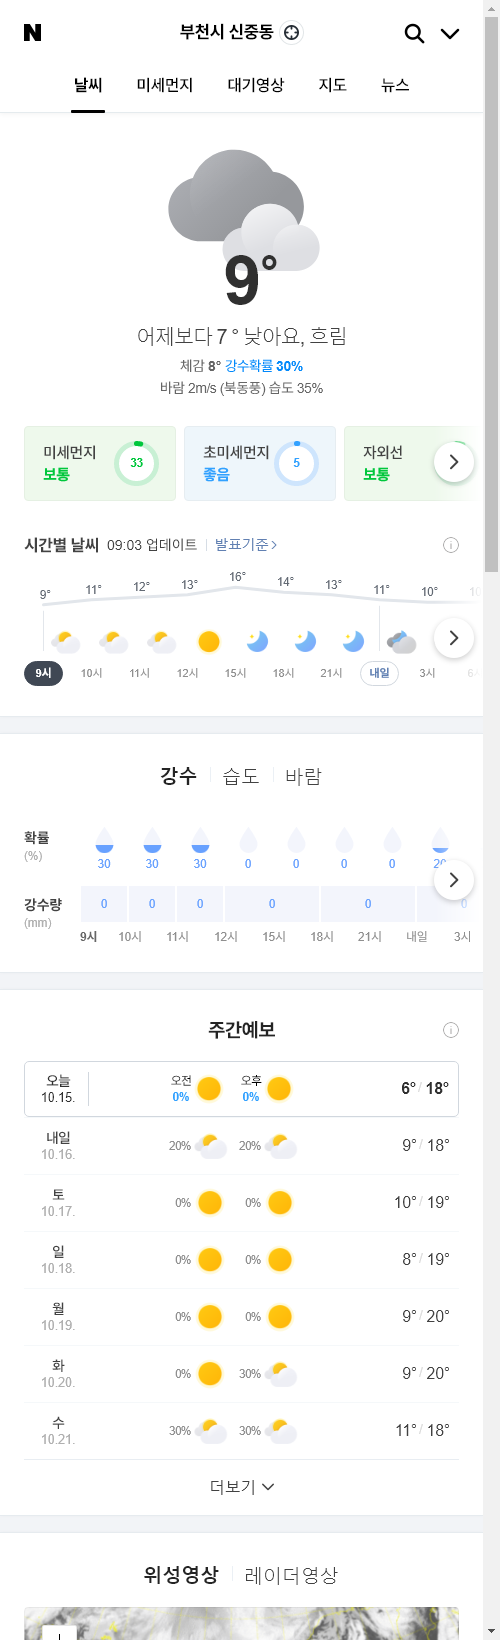 N 부천시 신중동
날씨 미세먼지 대기영상 지도 뉴스
9°
어제보다 7 ° 낮아요, 흐림
체감 8° 강수확률 30%
바람 2m/s (북동풍) 습도 35%
미세먼지 보통 33
초미세먼지 좋음 5
자외선 보통
시간별 날씨 09:03 업데이트 발표기준
9° 11° 12° 13° 16° 14° 13° 11° 10° 10
9시 10시 11시 12시 15시 18시 21시 내일 3시
강수 습도 바람
확률 (%) 30 30 30 0 0 0 0 20
강수량 (mm) 0 0 0 0 0 0
9시 10시 11시 12시 15시 18시 21시 내일 3시
주간예보
오늘 10.15. 오전 0% 오후 0% 6° / 18°
내일 10.16. 20% 20% 9° / 18°
토 10.17. 0% 0% 10° / 19°
일 10.18. 0% 0% 8° / 19°
월 10.19. 0% 0% 9° / 20°
화 10.20. 0% 30% 9° / 20°
수 10.21. 30% 30% 11° / 18°
더보기
위성영상 레이더영상